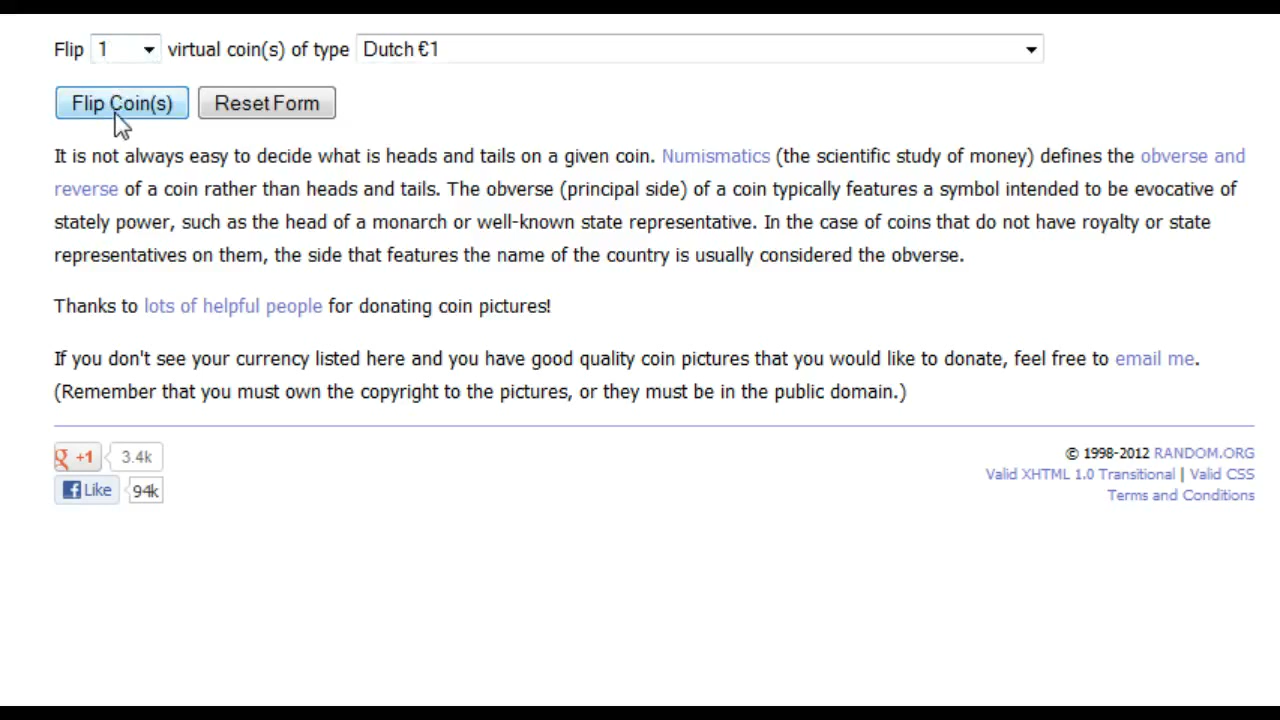 Flip 1 virtual coin(s) of type Dutch €1
Flip Coin(s) Reset Form
It is not always easy to decide what is heads and tails on a given coin. Numismatics (the scientific study of money) defines the obverse and
reverse of a coin rather than heads and tails. The obverse (principal side) of a coin typically features a symbol intended to be evocative of
stately power, such as the head of a monarch or well-known state representative. In the case of coins that do not have royalty or state
representatives on them, the side that features the name of the country is usually considered the obverse.
Thanks to lots of helpful people for donating coin pictures!
If you don't see your currency listed here and you have good quality coin pictures that you would like to donate, feel free to email me.
(Remember that you must own the copyright to the pictures, or they must be in the public domain.)
g +1 3.4k
f Like 94k
© 1998-2012 RANDOM.ORG
Valid XHTML 1.0 Transitional | Valid CSS
Terms and Conditions